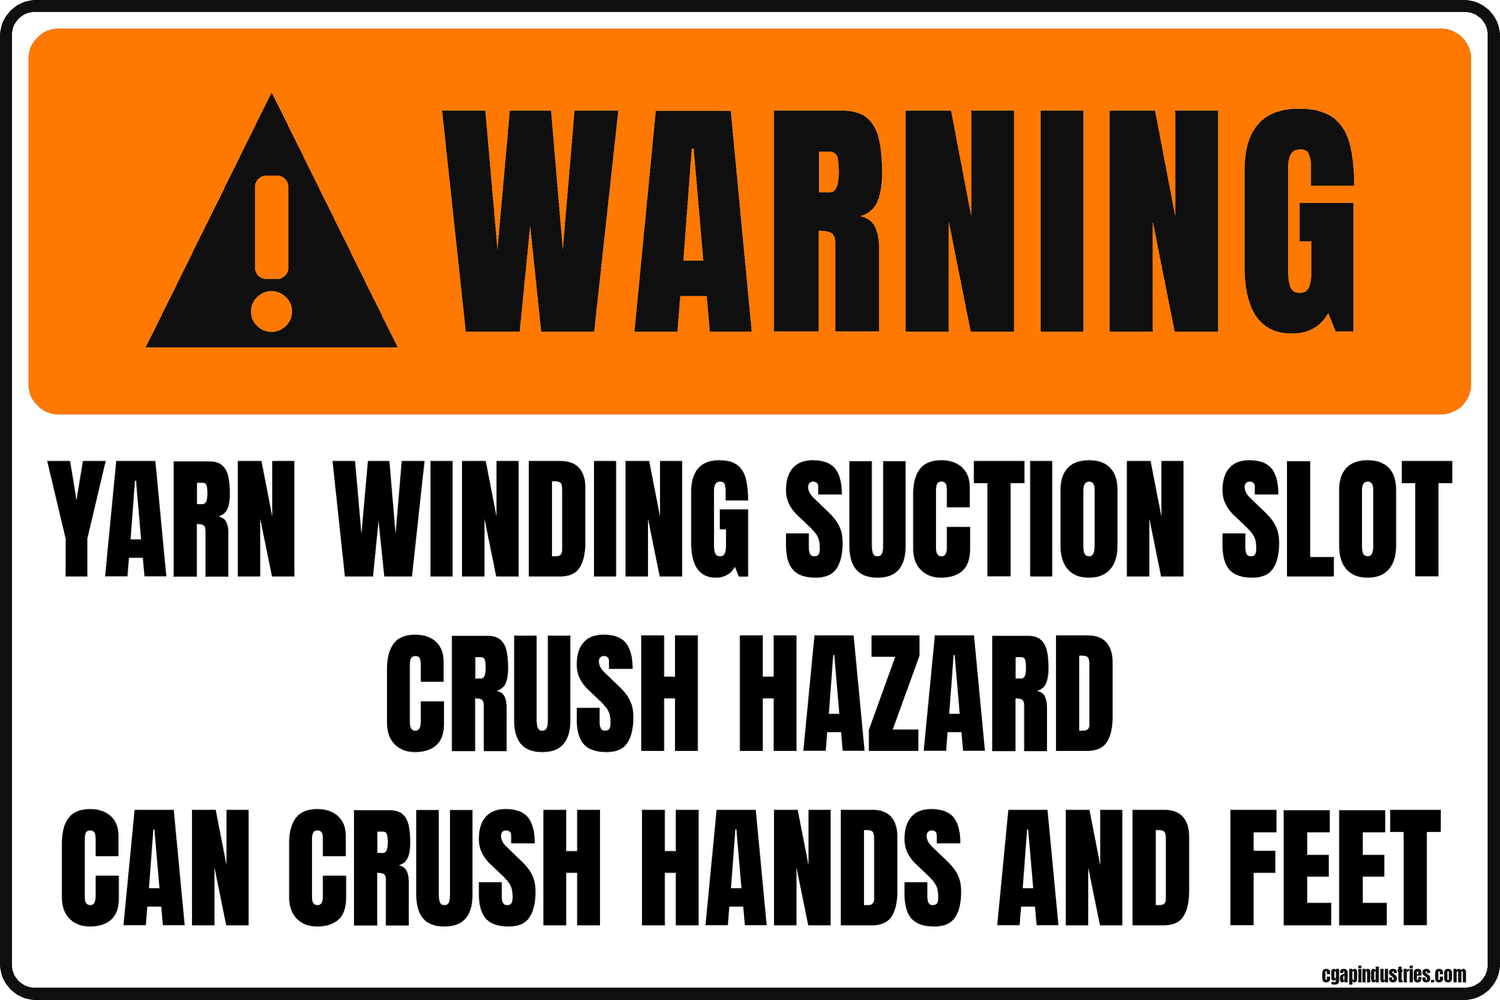 WARNING
YARN WINDING SUCTION SLOT
CRUSH HAZARD
CAN CRUSH HANDS AND FEET
cgapindustries.com